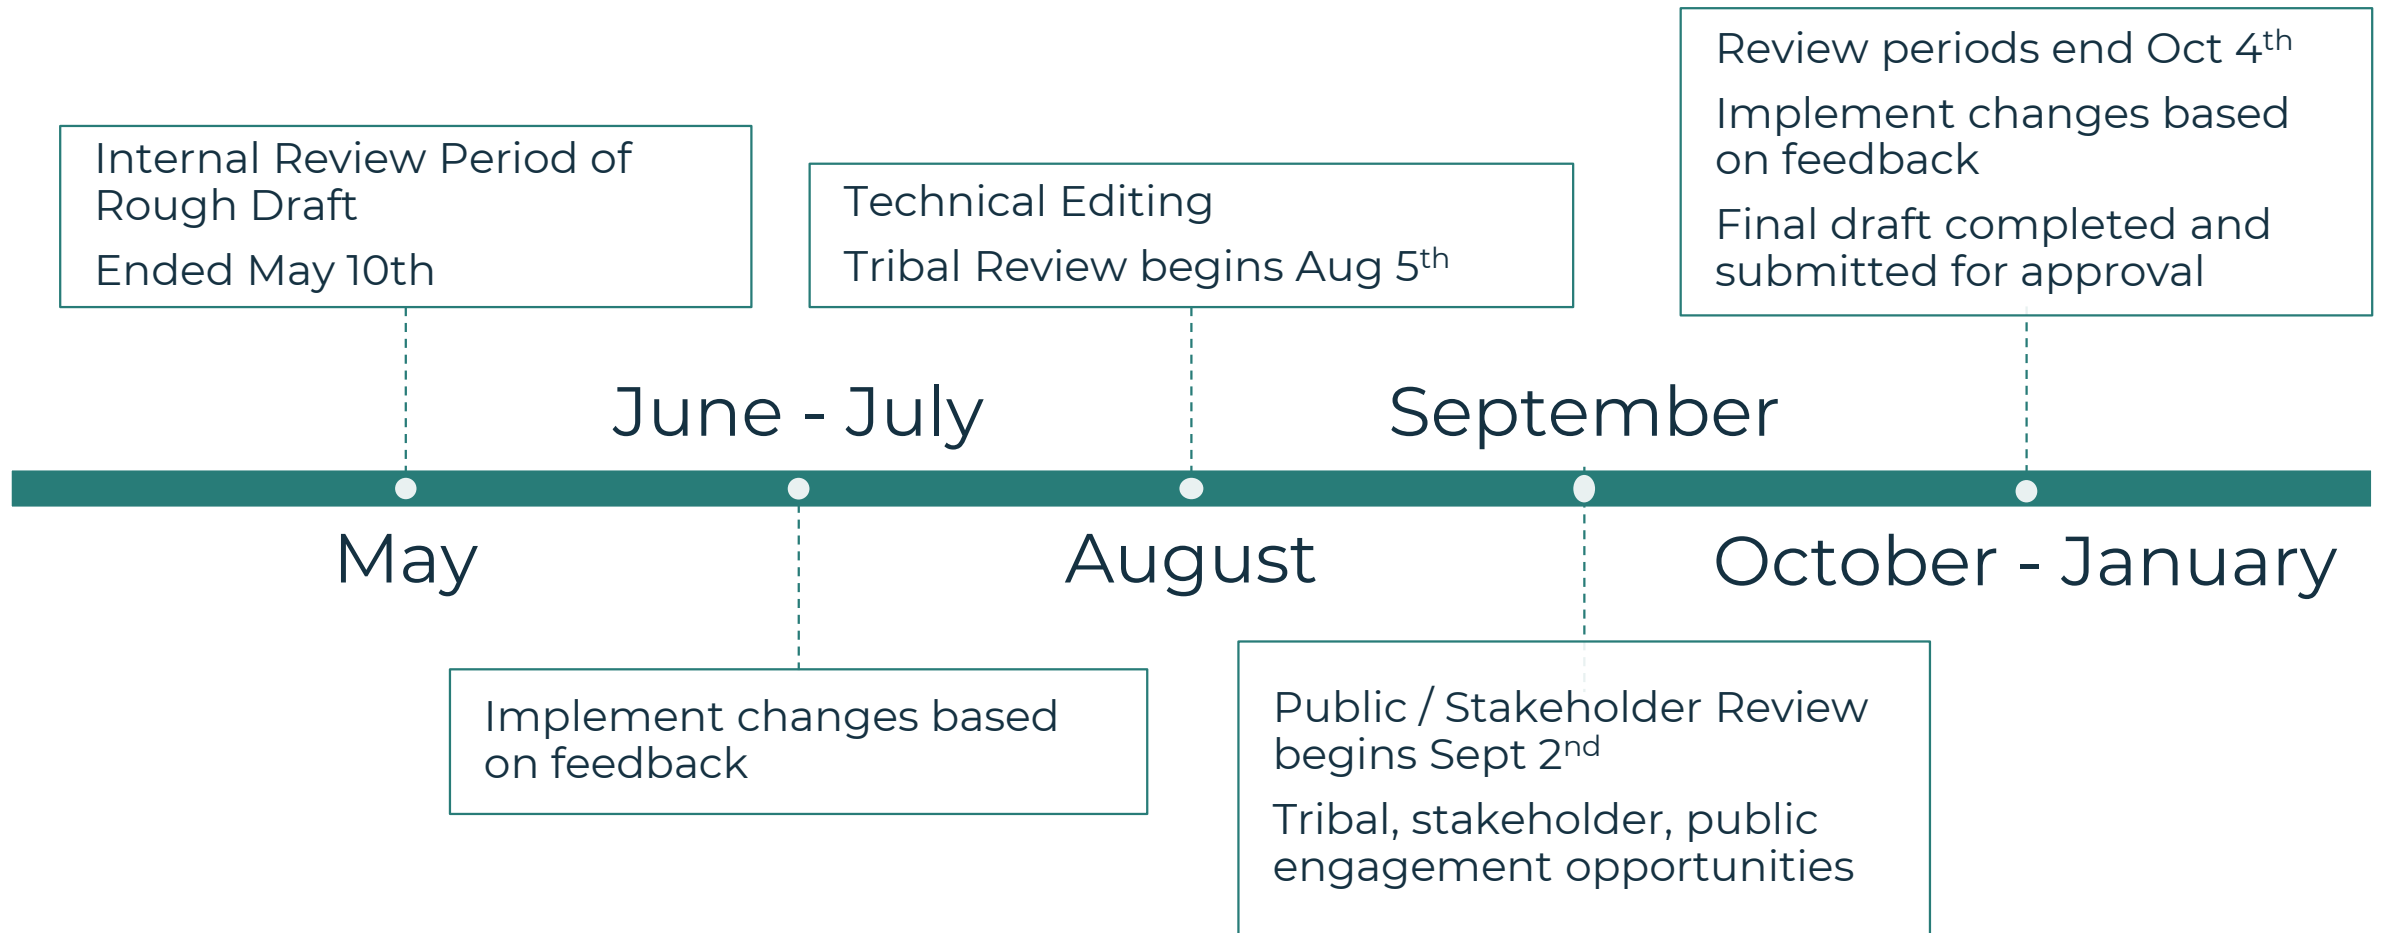 Internal Review Period of
Rough Draft
Ended May 10th
May
June - July
Implement changes based
on feedback
Technical Editing
Tribal Review begins Aug 5th
August
September
Public / Stakeholder Review
begins Sept 2nd
Tribal, stakeholder, public
engagement opportunities
Review periods end Oct 4th
Implement changes based
on feedback
Final draft completed and
submitted for approval
October - January